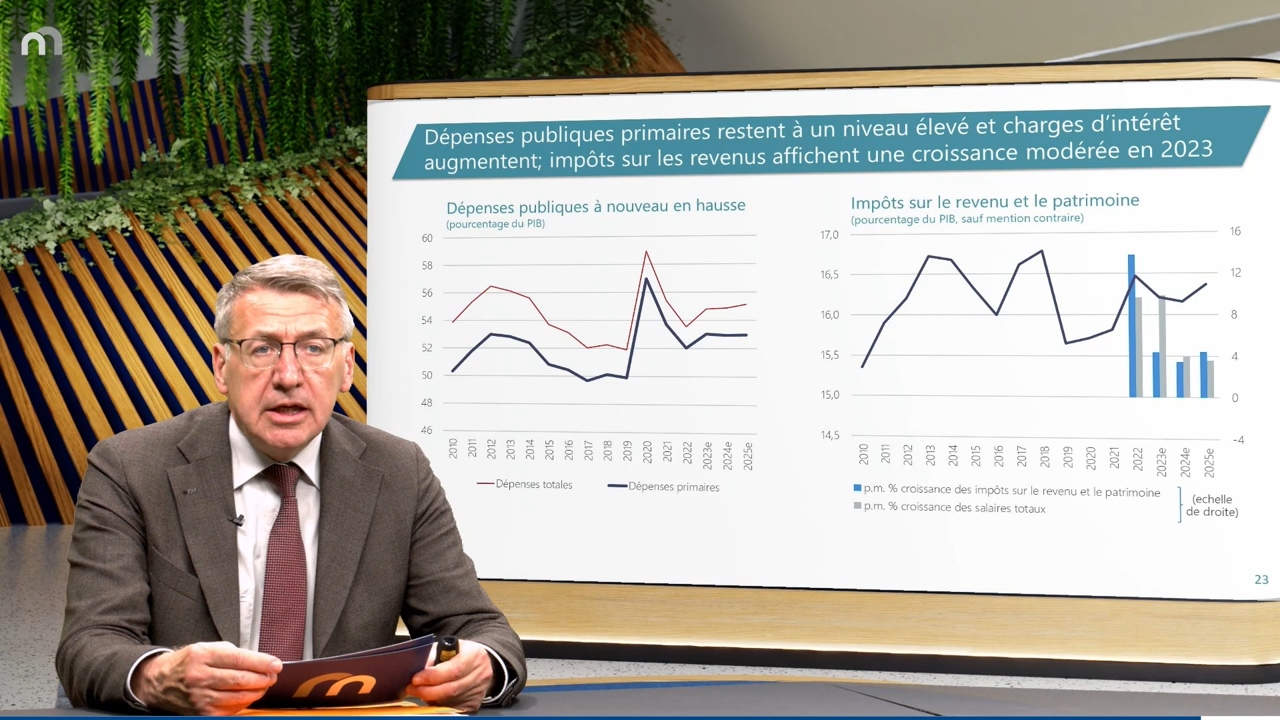 Dépenses publiques primaires restent à un niveau élevé et charges d'intérêt
augmentent; impôts sur les revenus affichent une croissance modérée en 2023
Dépenses publiques à nouveau en hausse
(pourcentage du PIB)
60
58
56
54
52
50
48
46
2010
2011
2012
2013
2014
2015
2016
2017
2018
2019
2020
2021
2022
2023e
2024e
2025e
Dépenses totales
Dépenses primaires
Impôts sur le revenu et le patrimoine
(pourcentage du PIB, sauf mention contraire)
17,0
16,5
16,0
15,5
15,0
14,5
16
12
8
4
0
-4
2010
2011
2012
2013
2014
2015
2016
2017
2018
2019
2020
2021
2022
2023e
2024e
2025e
p.m. % croissance des impôts sur le revenu et le patrimoine
p.m. % croissance des salaires totaux
(echelle
de droite)
23